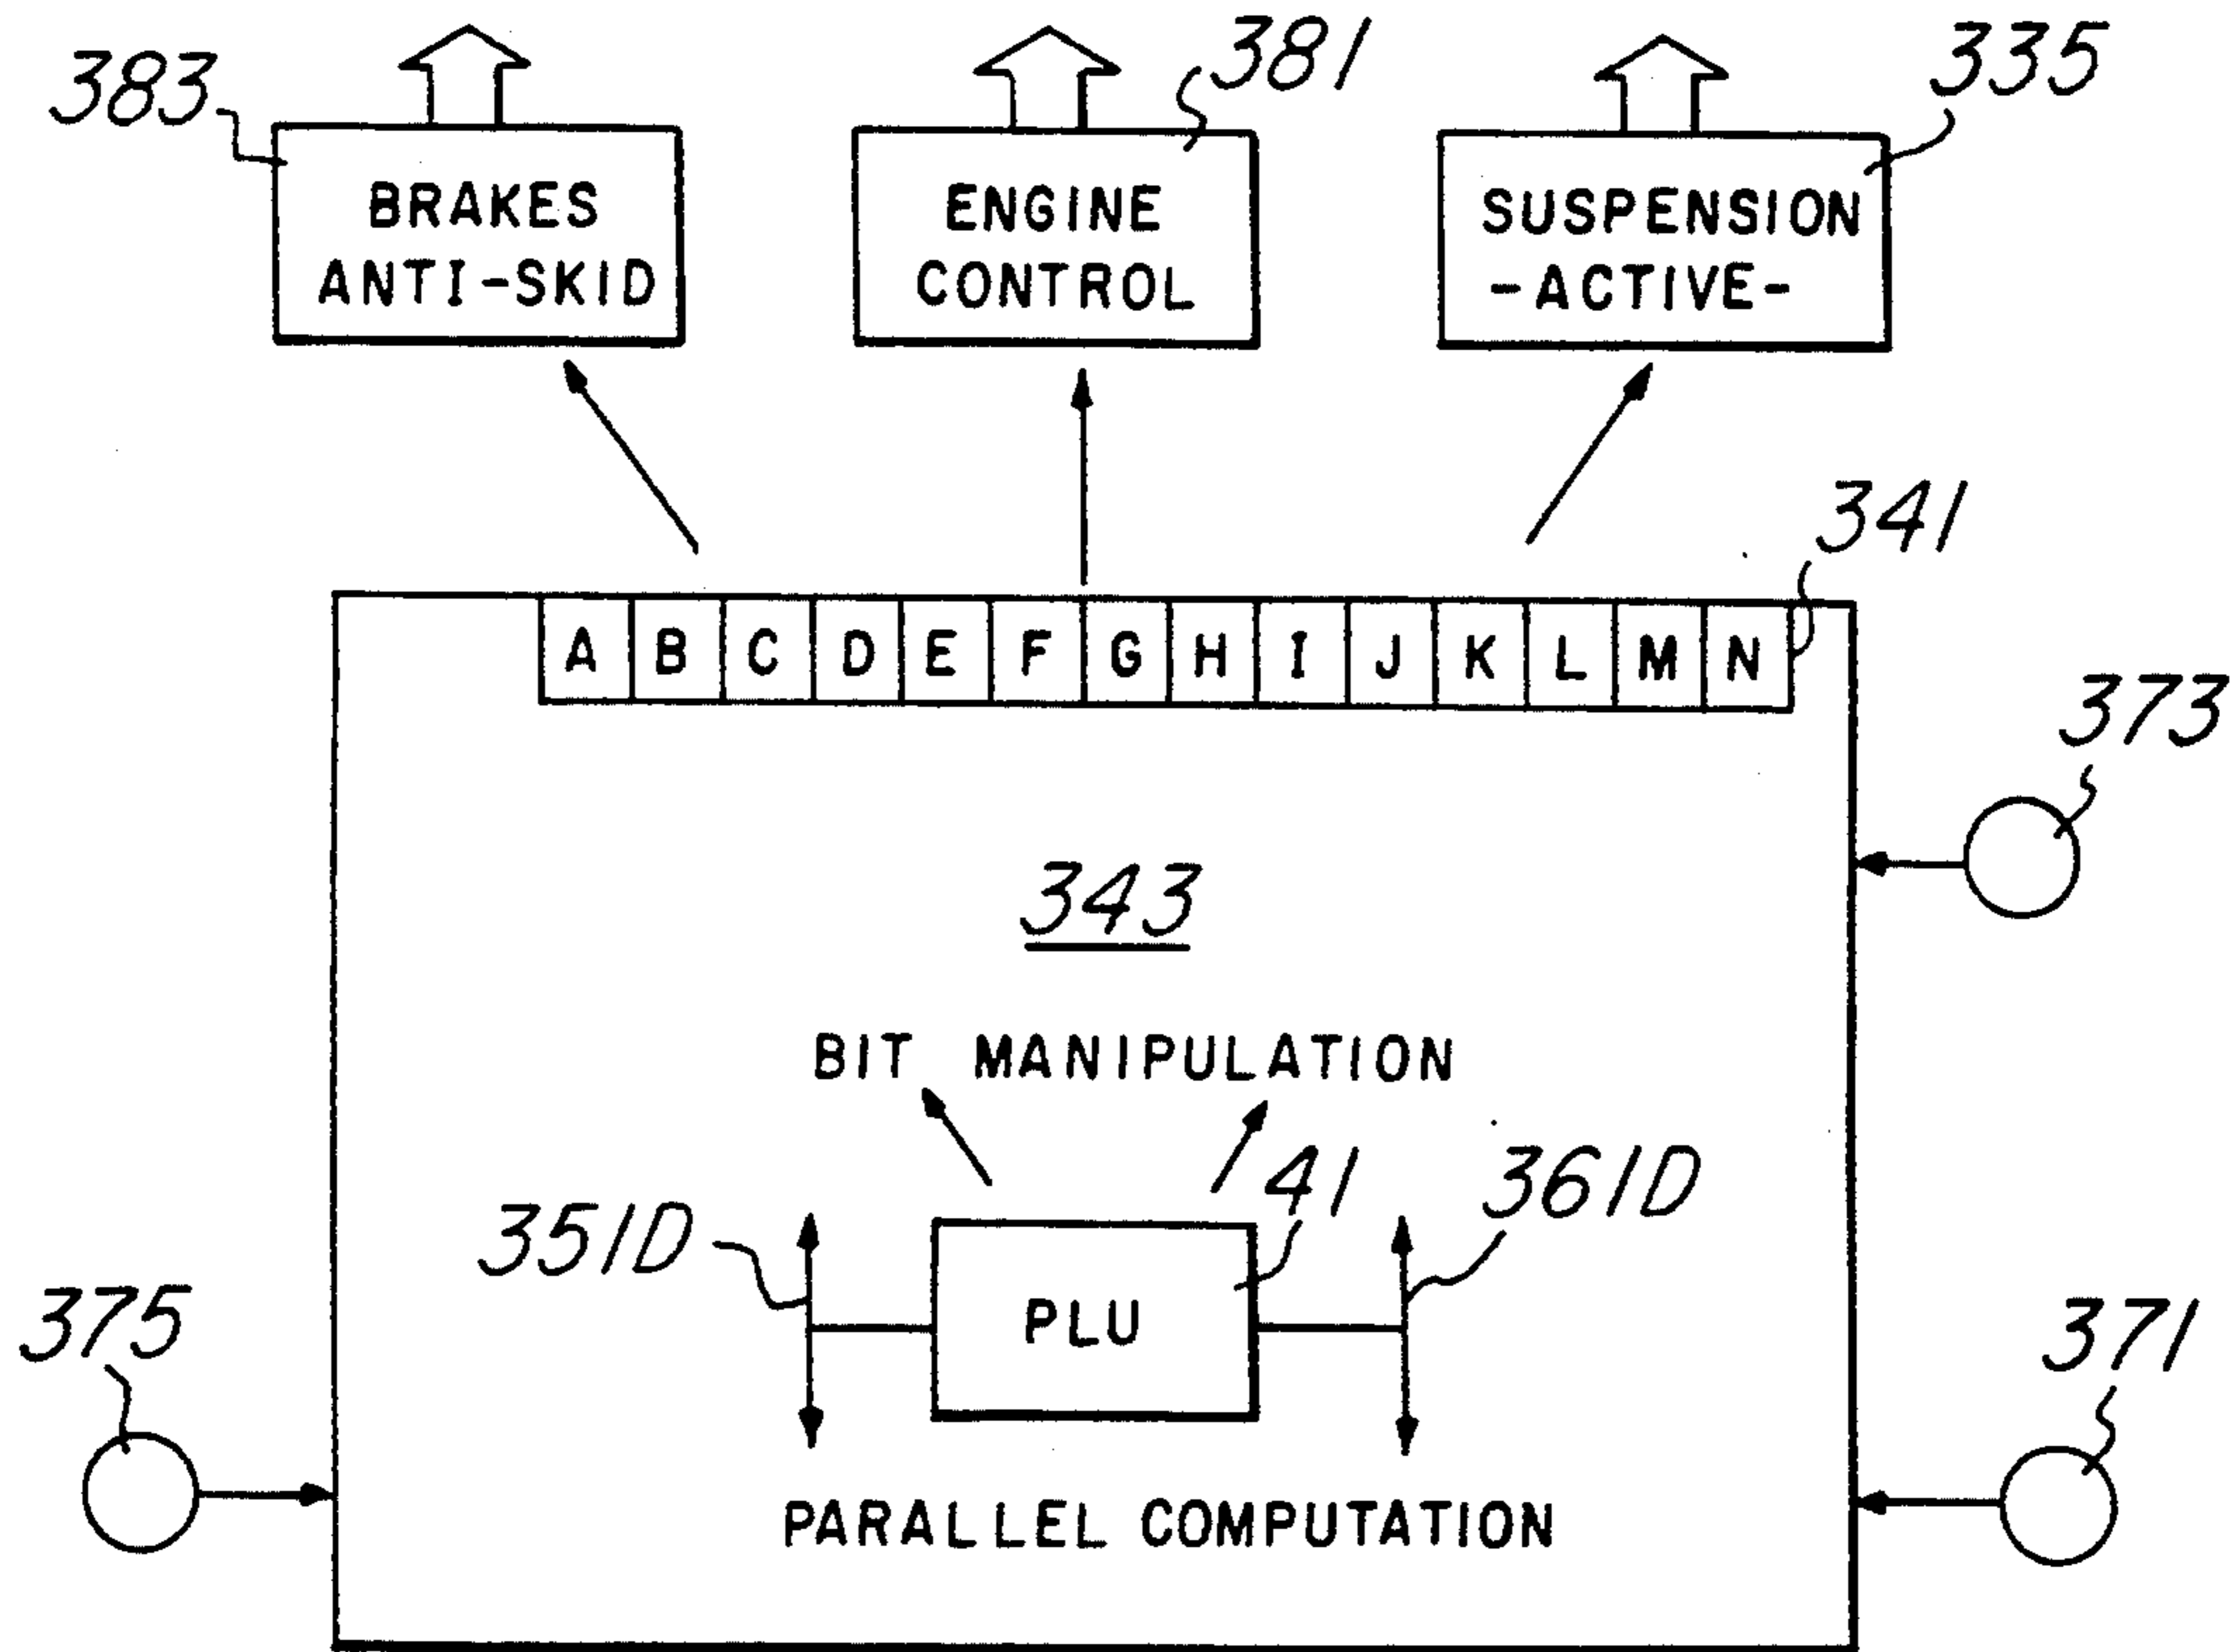 383
381
335
BRAKES
ANTI-SKID
ENGINE
CONTROL
SUSPENSION
-ACTIVE-
341
A B C D E F G H I J K L M N
373
343
BIT MANIPULATION
351D
41
361D
PLU
375
371
PARALLEL COMPUTATION